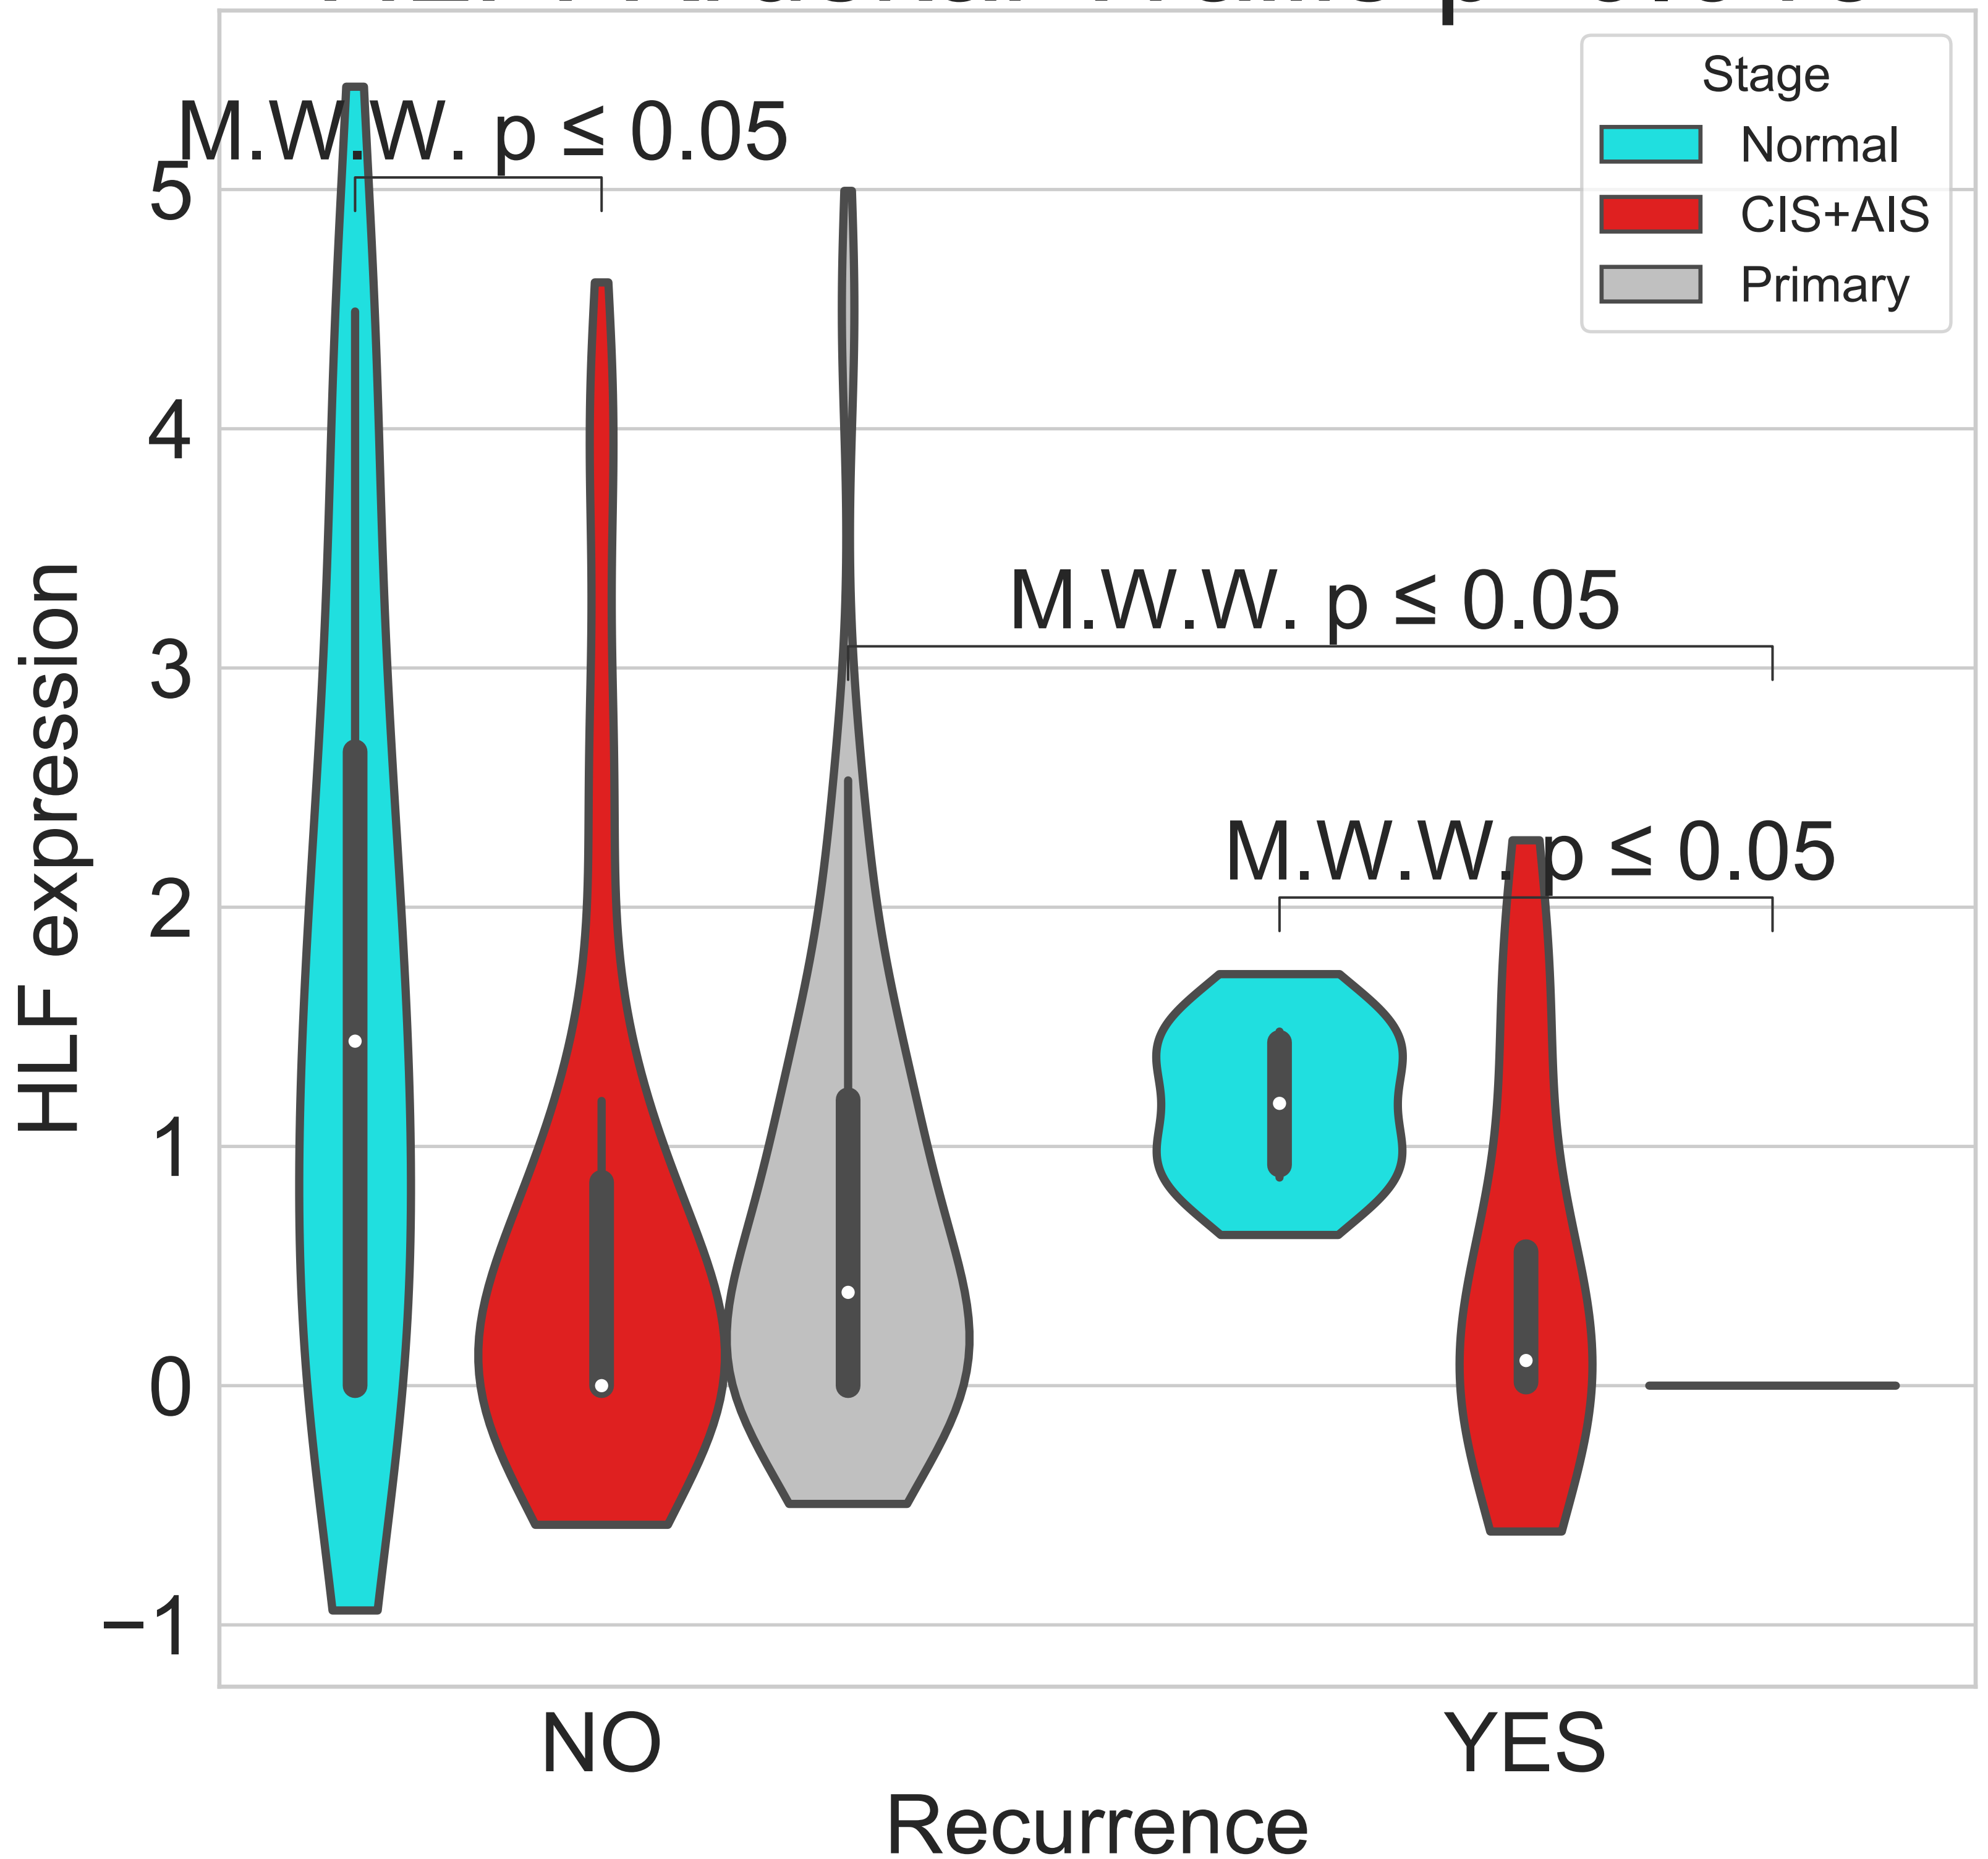 M.W.W. p ≤ 0.05
Stage
Normal
CIS+AIS
Primary
5
4
3
2
1
0
−1
HLF expression
M.W.W. p ≤ 0.05
M.W.W. p ≤ 0.05
NO
YES
Recurrence